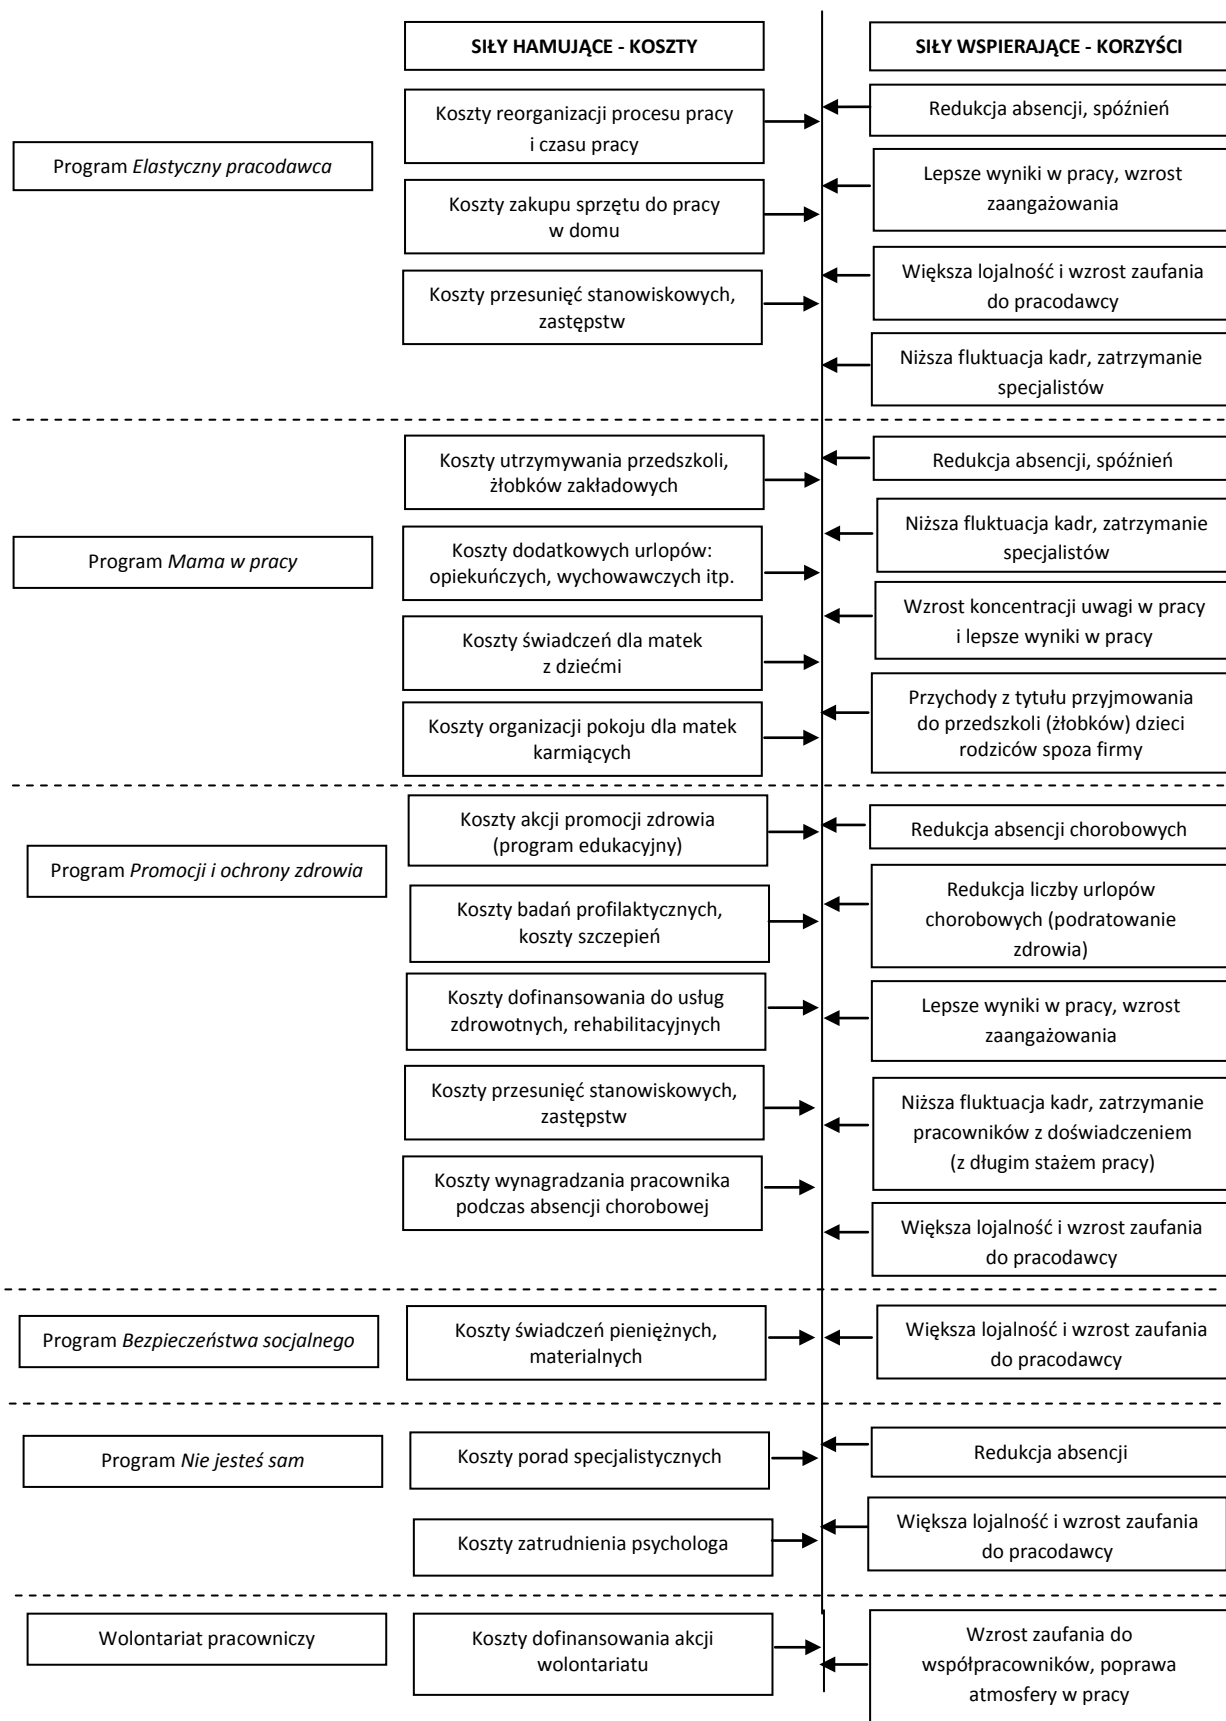 SIŁY HAMUJĄCE - KOSZTY
SIŁY WSPIERAJĄCE - KORZYŚCI
Program Elastyczny pracodawca
Koszty reorganizacji procesu pracy
i czasu pracy
Koszty zakupu sprzętu do pracy
w domu
Koszty przesunięć stanowiskowych,
zastępstw
Redukcja absencji, spóźnień
Lepsze wyniki w pracy, wzrost
zaangażowania
Większa lojalność i wzrost zaufania
do pracodawcy
Niższa fluktuacja kadr, zatrzymanie
specjalistów
Program Mama w pracy
Koszty utrzymywania przedszkoli,
żłobków zakładowych
Koszty dodatkowych urlopów:
opiekuńczych, wychowawczych itp.
Koszty świadczeń dla matek
z dziećmi
Koszty organizacji pokoju dla matek
karmiących
Redukcja absencji, spóźnień
Niższa fluktuacja kadr, zatrzymanie
specjalistów
Wzrost koncentracji uwagi w pracy
i lepsze wyniki w pracy
Przychody z tytułu przyjmowania
do przedszkoli (żłobków) dzieci
rodziców spoza firmy
Program Promocji i ochrony zdrowia
Koszty akcji promocji zdrowia
(program edukacyjny)
Koszty badań profilaktycznych,
koszty szczepień
Koszty dofinansowania do usług
zdrowotnych, rehabilitacyjnych
Koszty przesunięć stanowiskowych,
zastępstw
Koszty wynagradzania pracownika
podczas absencji chorobowej
Redukcja absencji chorobowych
Redukcja liczby urlopów
chorobowych (podratowanie
zdrowia)
Lepsze wyniki w pracy, wzrost
zaangażowania
Niższa fluktuacja kadr, zatrzymanie
pracowników z doświadczeniem
(z długim stażem pracy)
Większa lojalność i wzrost zaufania
do pracodawcy
Program Bezpieczeństwa socjalnego
Koszty świadczeń pieniężnych,
materialnych
Większa lojalność i wzrost zaufania
do pracodawcy
Program Nie jesteś sam
Koszty porad specjalistycznych
Koszty zatrudnienia psychologa
Redukcja absencji
Większa lojalność i wzrost zaufania
do pracodawcy
Wolontariat pracowniczy
Koszty dofinansowania akcji
wolontariatu
Wzrost zaufania do
współpracowników, poprawa
atmosfery w pracy